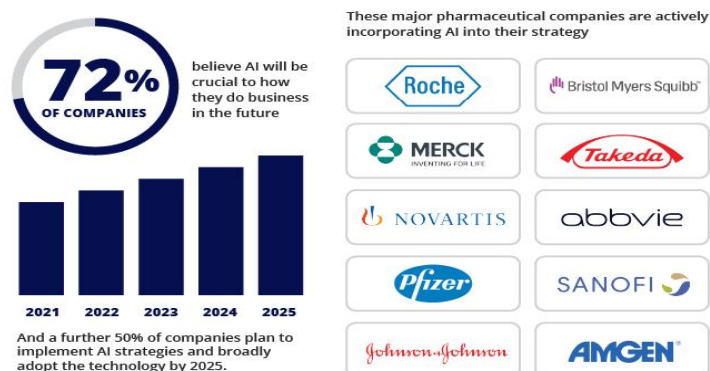 72%
OF COMPANIES
believe AI will be
crucial to how
they do business
in the future
2021 2022 2023 2024 2025
And a further 50% of companies plan to
implement AI strategies and broadly
adopt the technology by 2025.
These major pharmaceutical companies are actively
incorporating AI into their strategy
Roche
Bristol Myers Squibb™
MERCK
INVENTING FOR LIFE
Takeda
NOVARTIS
abbvie
Pfizer
SANOFI
Johnson&Johnson
AMGEN®